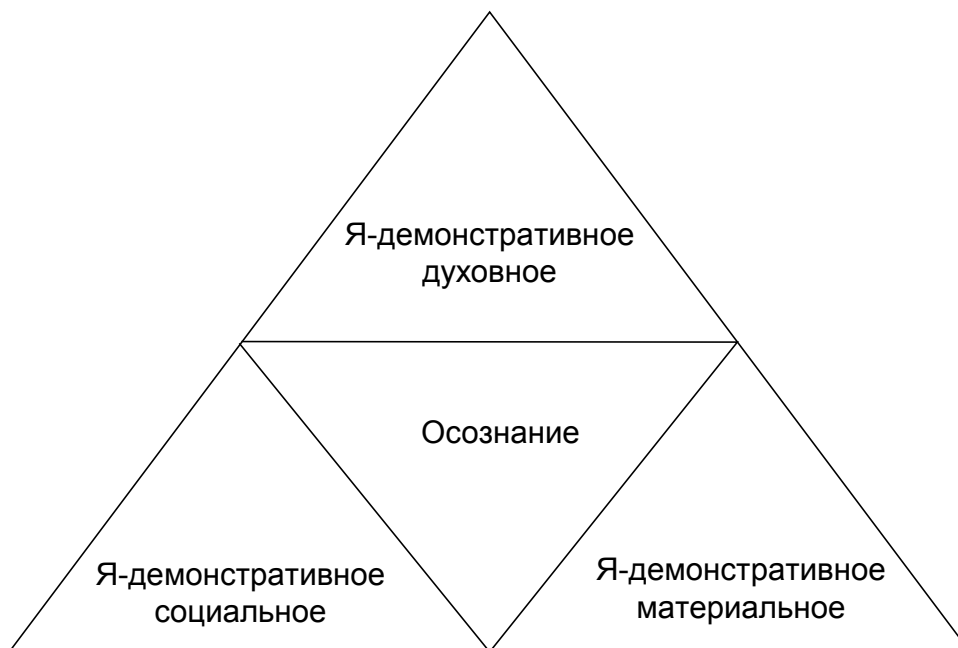 Я-демонстративное
духовное
Осознание
Я-демонстративное
социальное
Я-демонстративное
материальное